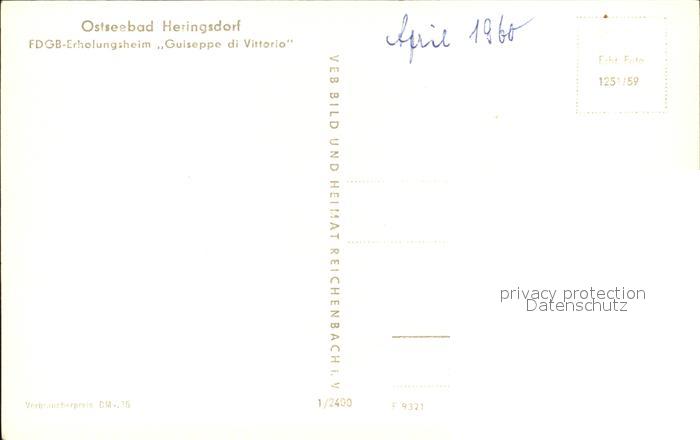 Ostseebad Heringsdorf
FDGB-Erholungsheim „Guiseppe di Vittorio"
April 1960
Echt Foto
1251/59
VEB BILD UND HEIMAT REICHENBACH i. V
privacy protection
Datenschutz
Verbraucherpreis DM -,15
1/2400
F 9321